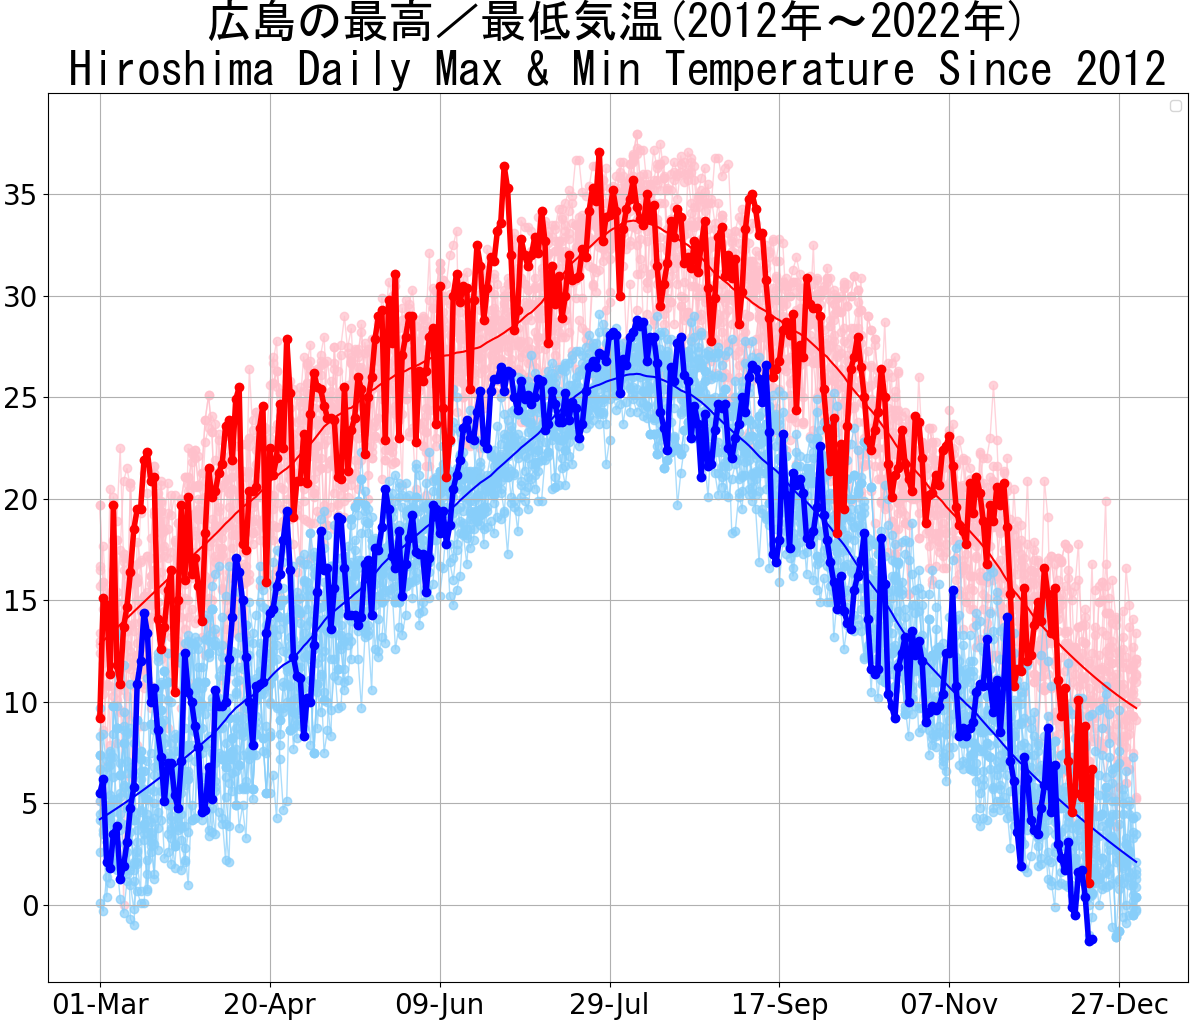 広島の最高／最低気温(2012年～2022年)
Hiroshima Daily Max & Min Temperature Since 2012
35
30
25
20
15
10
5
0
01-Mar 20-Apr 09-Jun 29-Jul 17-Sep 07-Nov 27-Dec